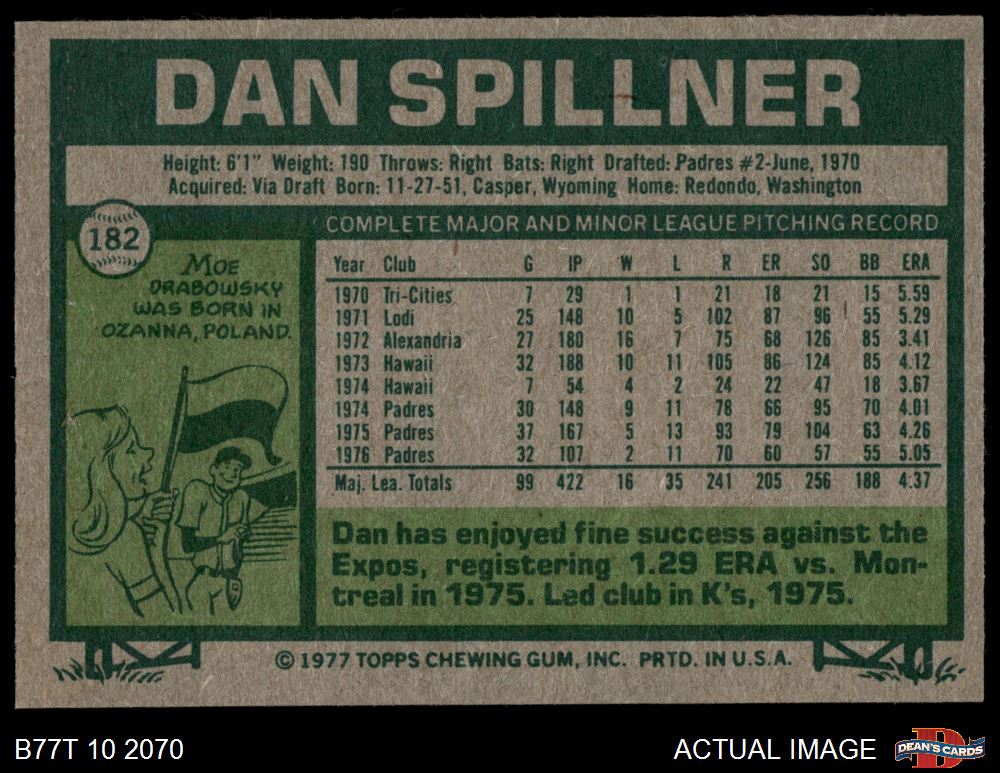 DAN SPILLNER
Height: 6'1" Weight: 190 Throws: Right Bats: Right Drafted: Padres #2-June, 1970
Acquired: Via Draft Born: 11-27-51, Casper, Wyoming Home: Redondo, Washington
182
MOE
DRABOWSKY
WAS BORN IN
OZANNA, POLAND.
COMPLETE MAJOR AND MINOR LEAGUE PITCHING RECORD
Year Club G IP W L R ER SO BB ERA
1970 Tri-Cities 7 29 1 1 21 18 21 15 5.59
1971 Lodi 25 148 10 5 102 87 96 55 5.29
1972 Alexandria 27 180 16 7 75 68 126 85 3.41
1973 Hawaii 32 188 10 11 105 86 124 85 4.12
1974 Hawaii 7 54 4 2 24 22 47 18 3.67
1974 Padres 30 148 9 11 78 66 95 70 4.01
1975 Padres 37 167 5 13 93 79 104 63 4.26
1976 Padres 32 107 2 11 70 60 57 55 5.05
Maj. Lea. Totals 99 422 16 35 241 205 256 188 4.37
Dan has enjoyed fine success against the
Expos, registering 1.29 ERA vs. Mon-
treal in 1975. Led club in K's, 1975.
© 1977 TOPPS CHEWING GUM, INC. PRTD. IN U.S.A.
B77T 10 2070
ACTUAL IMAGE
D
DEAN'S CARDS